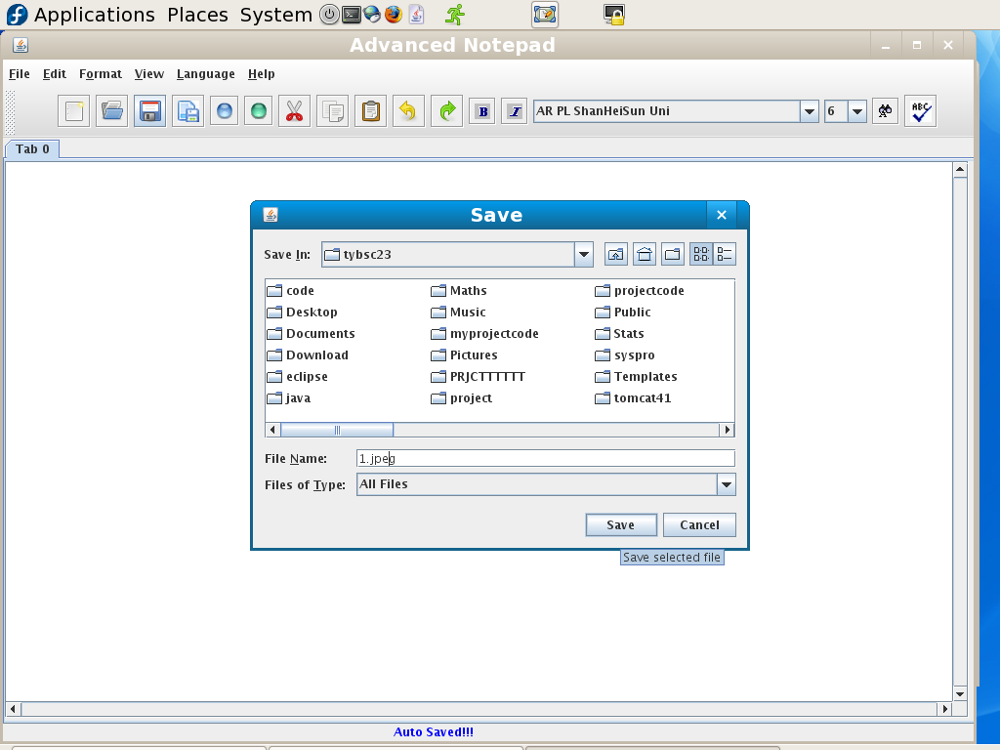 Applications Places System
Advanced Notepad
File Edit Format View Language Help
B I AR PL ShanHeiSun Uni 6 ABC
Tab 0
Save
Save In: tybsc23
code Maths projectcode
Desktop Music Public
Documents myprojectcode Stats
Download Pictures syspro
eclipse PRJCTTTTTT Templates
java project tomcat41
File Name: 1.jpeg
Files of Type: All Files
Save Cancel
Save selected file
Auto Saved!!!